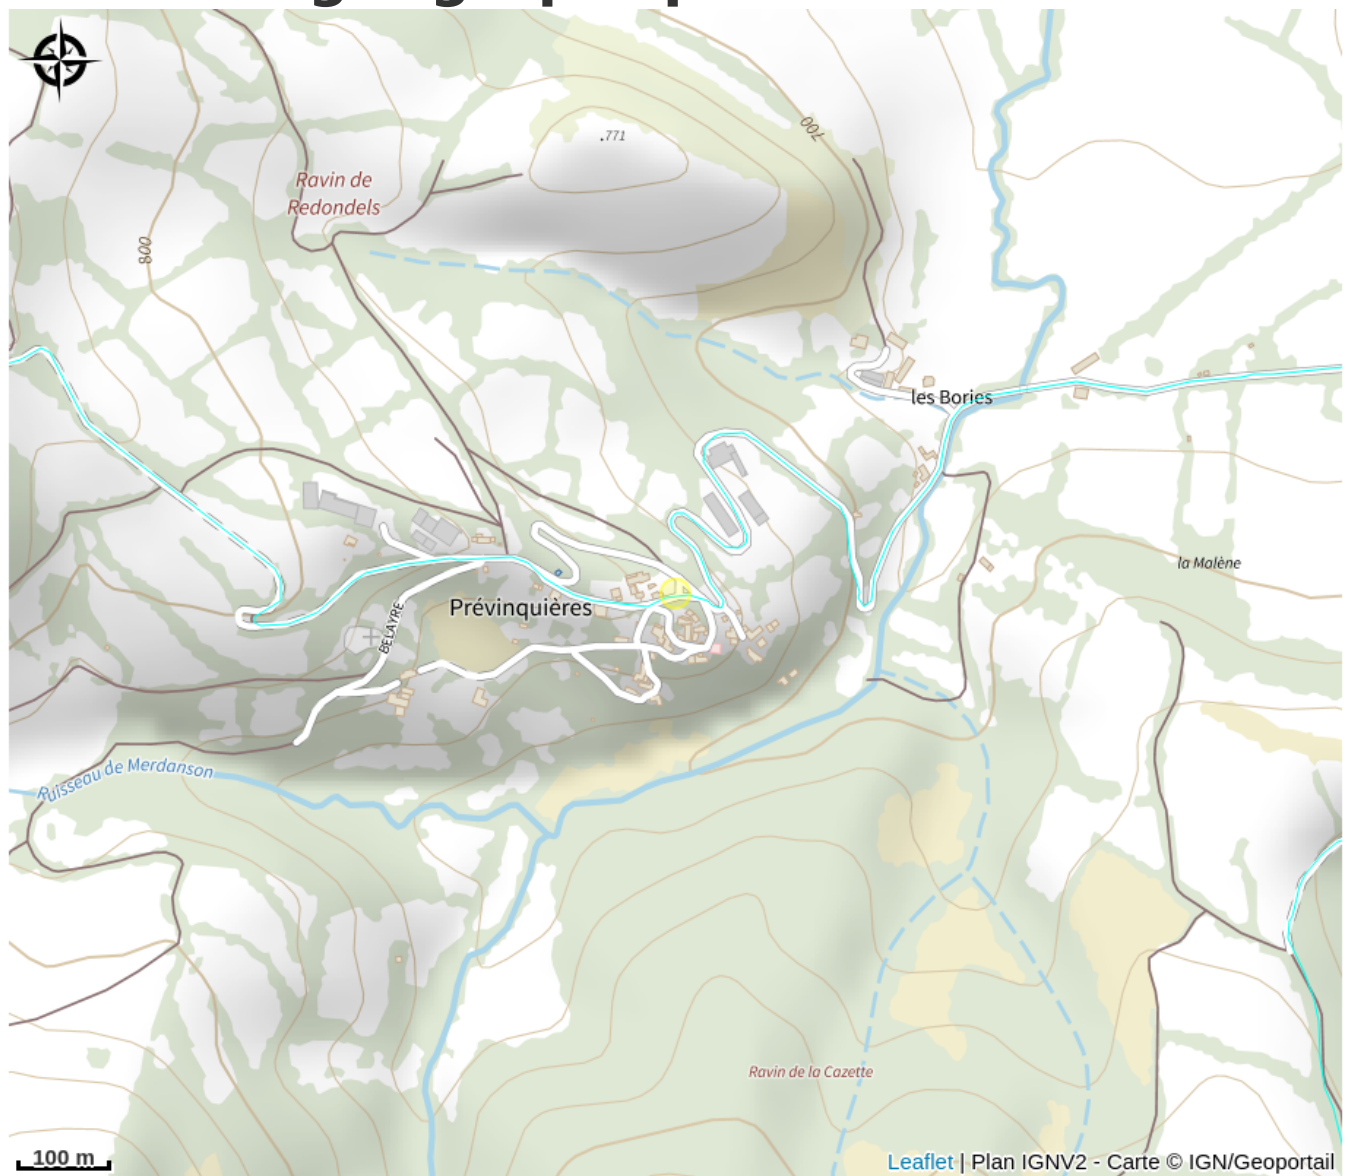 .771
700
Ravin de
Redondels
800
les Bories
la Malène
Prévinquières
BELAYRE
Ruisseau de Merdanson
Ravin de la Cazette
100 m
Leaflet | Plan IGNV2 - Carte © IGN/Geoportail